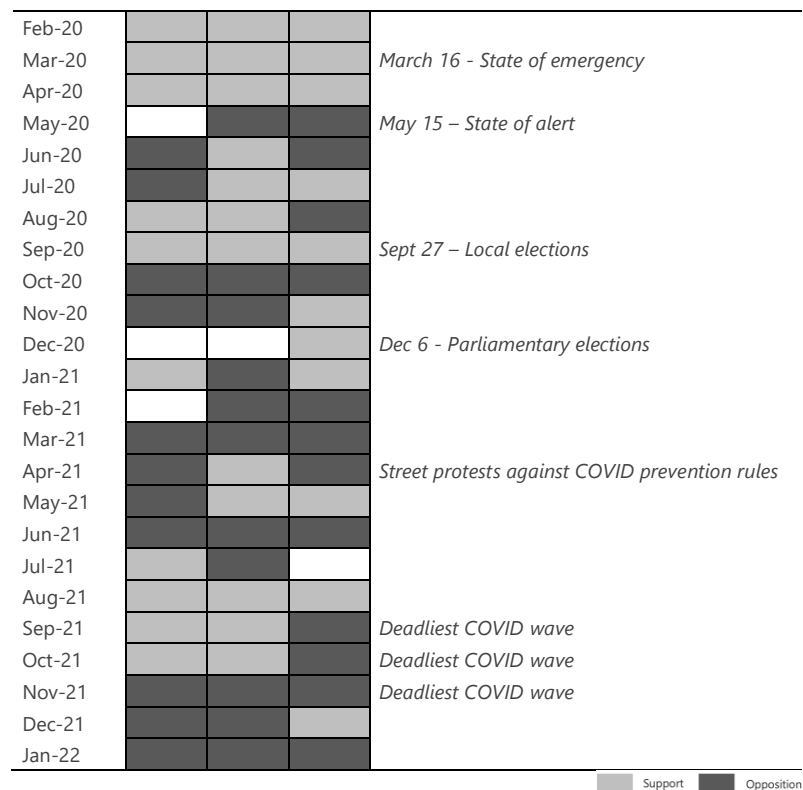 Feb-20
Mar-20 March 16 - State of emergency
Apr-20
May-20 May 15 – State of alert
Jun-20
Jul-20
Aug-20
Sep-20 Sept 27 – Local elections
Oct-20
Nov-20
Dec-20 Dec 6 - Parliamentary elections
Jan-21
Feb-21
Mar-21
Apr-21 Street protests against COVID prevention rules
May-21
Jun-21
Jul-21
Aug-21
Sep-21 Deadliest COVID wave
Oct-21 Deadliest COVID wave
Nov-21 Deadliest COVID wave
Dec-21
Jan-22
Support Opposition